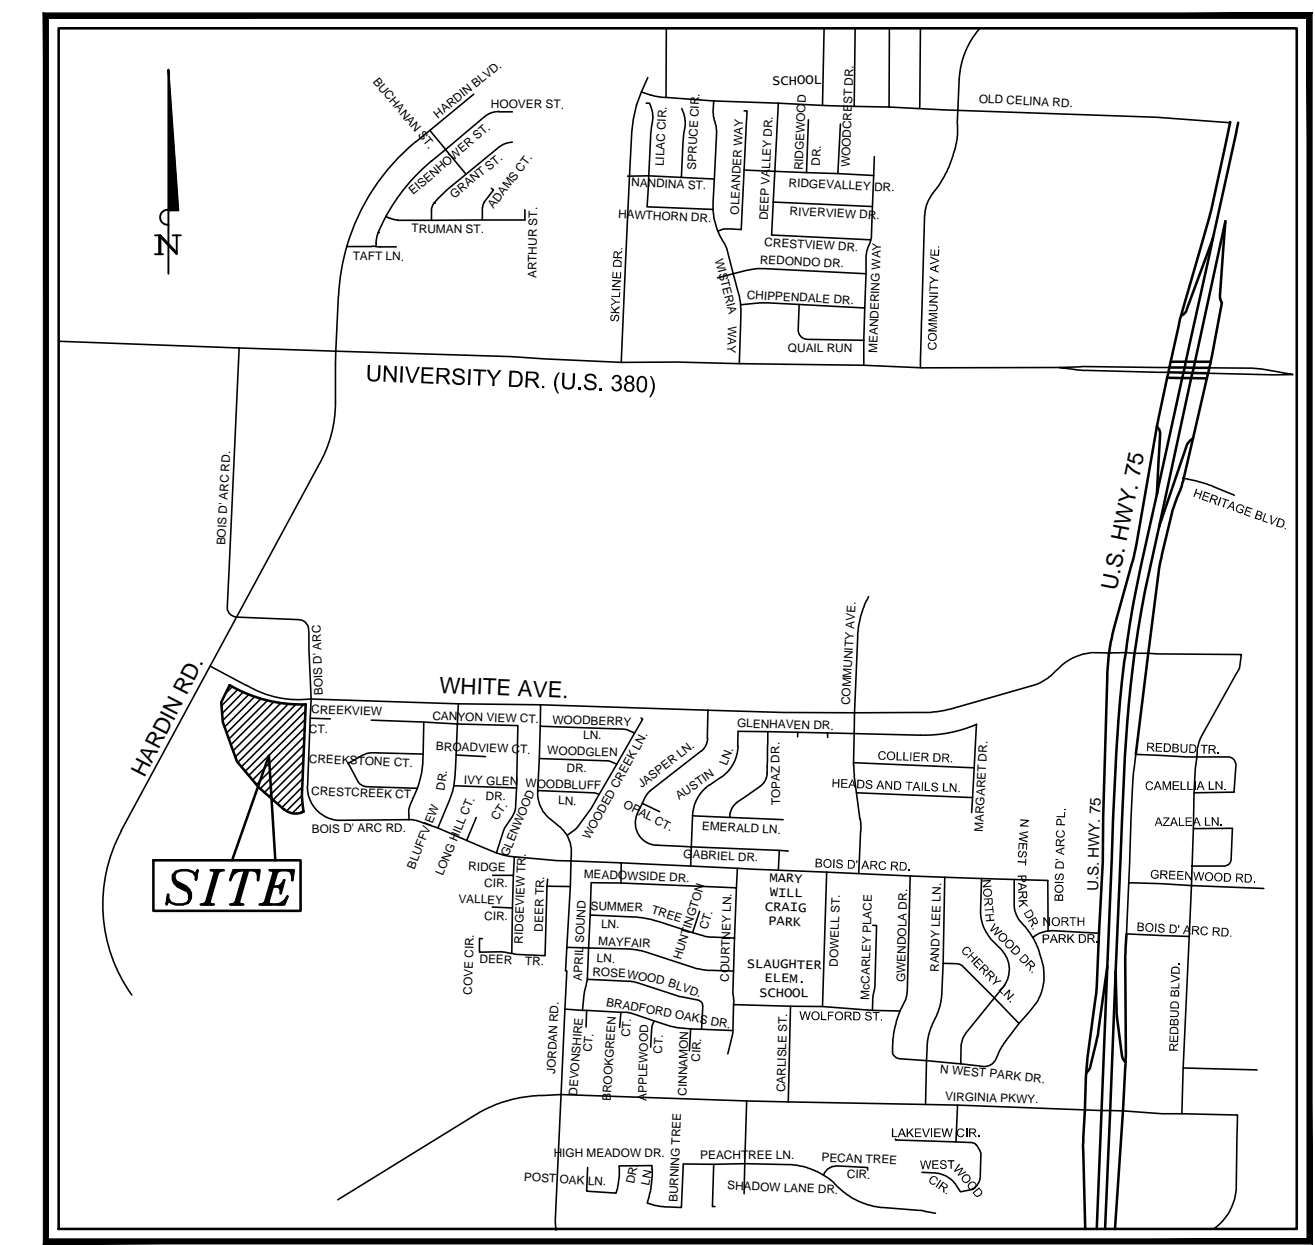 SCHOOL
OLD CELINA RD.
BUCHANAN ST.
HARDIN BLVD.
HOOVER ST.
EISENHOWER ST.
GRANT ST.
ADAMS CT.
TRUMAN ST.
ARTHUR ST.
TAFT LN.
N
LILAC CIR.
SPRUCE CIR.
OLEANDER WAY
DEEP VALLEY DR.
RIDGEWOOD
DR.
WOODCREST DR.
NANDINA ST.
RIDGEVALLEY DR.
HAWTHORN DR.
RIVERVIEW DR.
CRESTVIEW DR.
REDONDO DR.
CHIPPENDALE DR.
QUAIL RUN
SKYLINE DR.
WISTERIA WAY
MEANDERING WAY
COMMUNITY AVE.
UNIVERSITY DR. (U.S. 380)
BOIS D' ARC RD.
U.S. HWY. 75
HERITAGE BLVD.
HARDIN RD.
BOIS D' ARC
WHITE AVE.
COMMUNITY AVE.
CREEKVIEW
CT.
CANYON VIEW CT.
WOODBERRY
LN.
GLENHAVEN DR.
CREEKSTONE CT.
BROADVIEW CT.
WOODGLEN
DR.
WOODED CREEK LN.
JASPER LN.
AUSTIN LN.
TOPAZ DR.
COLLIER DR.
MARGARET DR.
REDBUD TR.
CRESTCREEK CT
IVY GLEN
DR.
WOODBLUFF
LN.
HEADS AND TAILS LN.
CAMELLIA LN.
BOIS D' ARC RD.
BLUFFVIEW DR.
LONG HILL CT.
GLENWOOD CT.
OPAL CT.
EMERALD LN.
AZALEA LN.
GABRIEL DR.
BOIS D' ARC RD.
N WEST PARK DR.
BOIS D' ARC PL.
U.S. HWY. 75
SITE
RIDGE
CIR.
VALLEY
CIR.
RIDGEVIEW TR.
DEER TR.
MEADOWSIDE DR.
MARY
WILL
CRAIG
PARK
GREENWOOD RD.
SUMMER TREE
LN.
HUNTINGTON
CT.
COURTNEY LN.
DOWELL ST.
McCARLEY PLACE
GWENDOLA DR.
RANDY LEE LN.
NORTH WOOD DR.
NORTH
PARK DR.
BOIS D' ARC RD.
COVE CIR.
DEER TR.
APRIL SOUND
MAYFAIR
LN.
ROSEWOOD BLVD.
SLAUGHTER
ELEM.
SCHOOL
CHERRY LN.
BRADFORD OAKS DR.
WOLFORD ST.
REDBUD BLVD.
JORDAN RD.
DEVONSHIRE
CT.
BROOKGREEN
CT.
APPLEWOOD
CT.
CINNAMON
CIR.
CARLISLE ST.
N WEST PARK DR.
VIRGINIA PKWY.
HIGH MEADOW DR.
POST OAK LN.
DR.
LN.
BURNING TREE
PEACHTREE LN.
PECAN TREE
CIR.
SHADOW LANE DR.
LAKEVIEW CIR.
WESTWOOD
CIR.